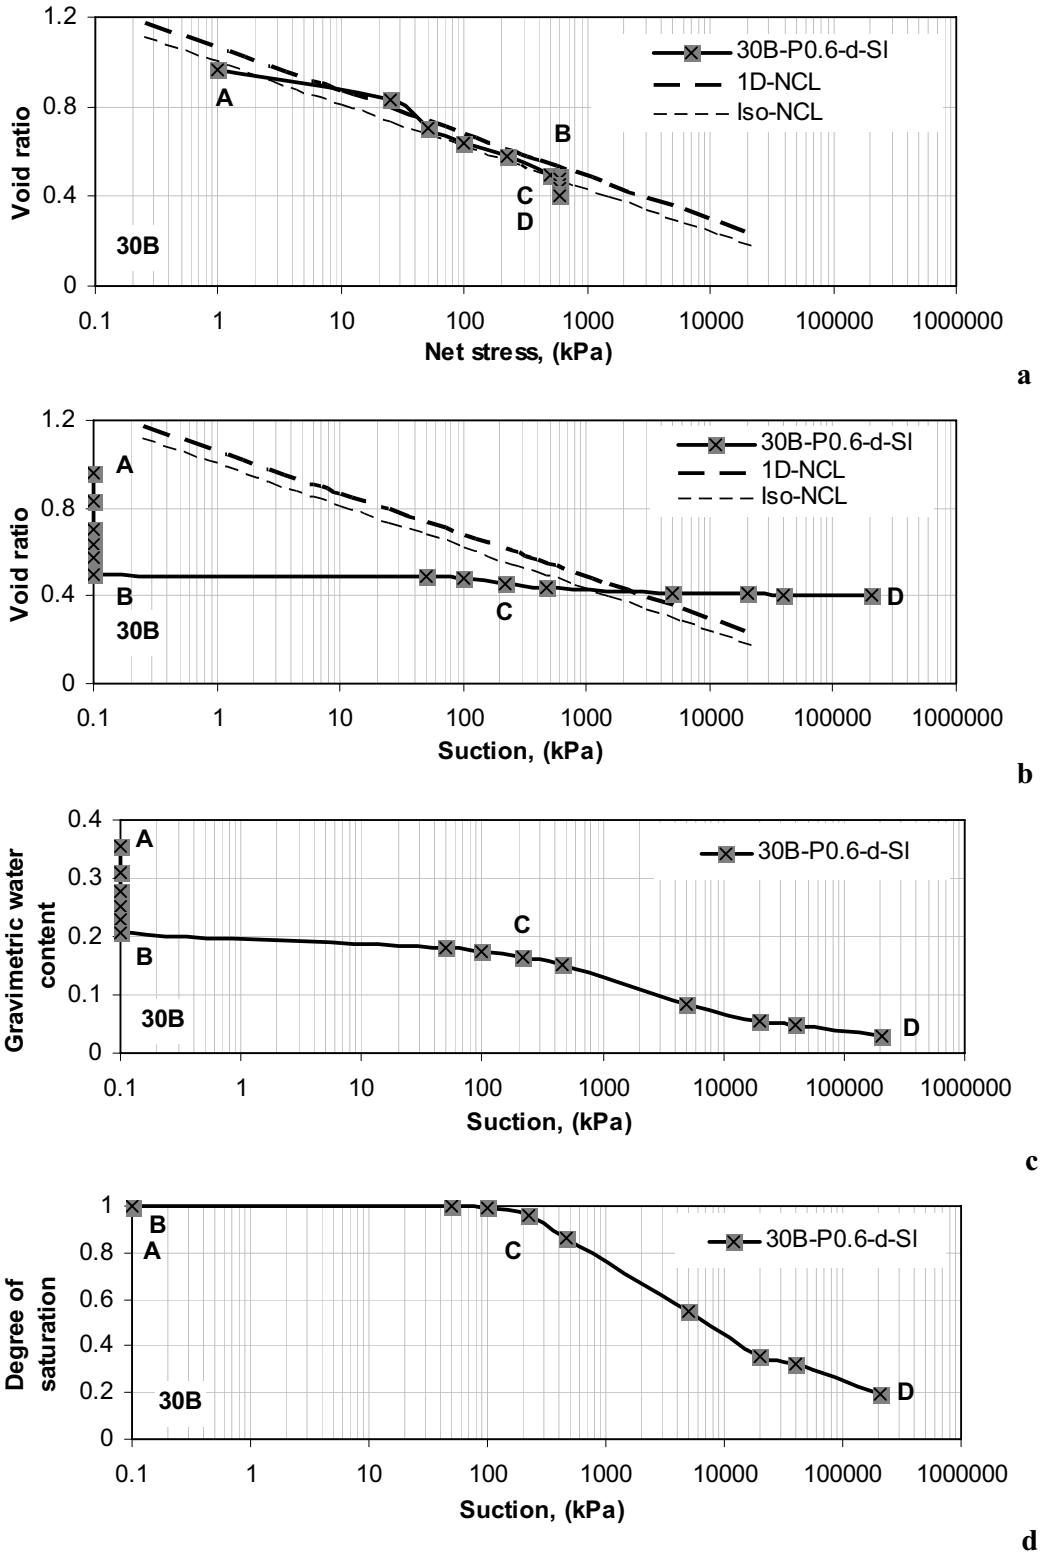 1.2
0.8
0.4
0
Void ratio
30B-P0.6-d-SI
1D-NCL
Iso-NCL
A
B
C
D
30B
0.1 1 10 100 1000 10000 100000 1000000
Net stress, (kPa)
a
1.2
0.8
0.4
0
Void ratio
30B-P0.6-d-SI
1D-NCL
Iso-NCL
A
B
C
D
30B
0.1 1 10 100 1000 10000 100000 1000000
Suction, (kPa)
b
0.4
0.3
0.2
0.1
0
Gravimetric water
content
30B-P0.6-d-SI
A
B
C
D
30B
0.1 1 10 100 1000 10000 100000 1000000
Suction, (kPa)
c
1
0.8
0.6
0.4
0.2
0
Degree of
saturation
30B-P0.6-d-SI
B
A
C
D
30B
0.1 1 10 100 1000 10000 100000 1000000
Suction, (kPa)
d